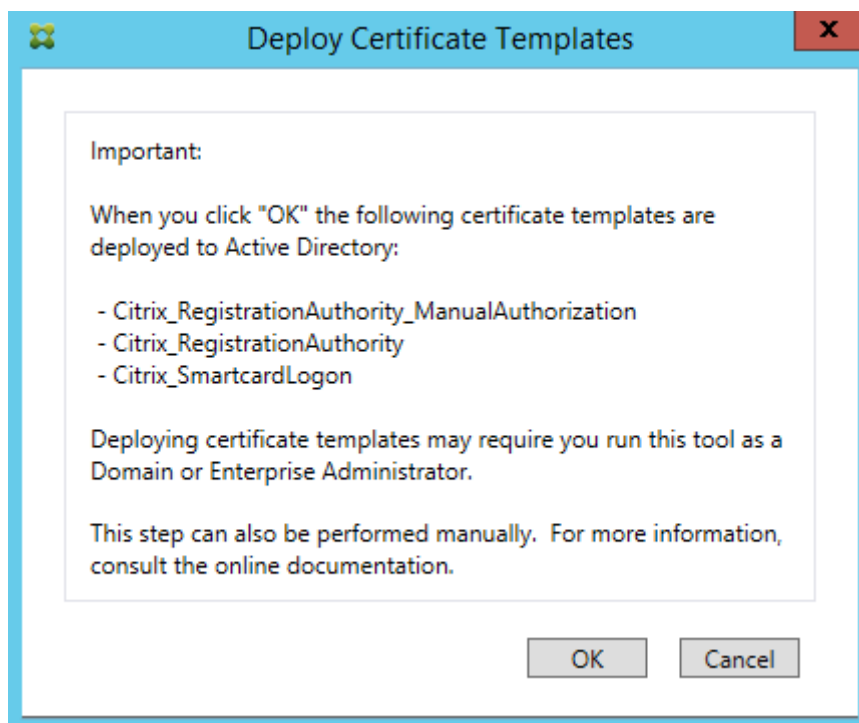 Deploy Certificate Templates
x
Important:
When you click "OK" the following certificate templates are
deployed to Active Directory:
- Citrix_RegistrationAuthority_ManualAuthorization
- Citrix_RegistrationAuthority
- Citrix_SmartcardLogon
Deploying certificate templates may require you run this tool as a
Domain or Enterprise Administrator.
This step can also be performed manually.  For more information,
consult the online documentation.
OK
Cancel